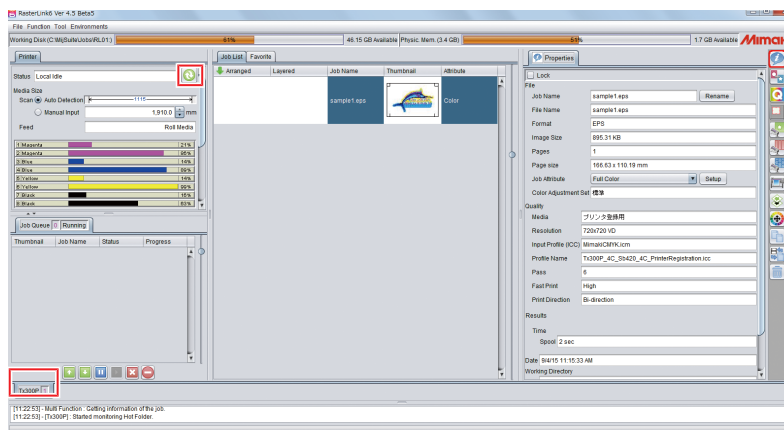 RasterLink6 Ver 4.5 Beta5
File Function Tool Environments
Working Disk (C:\MijSuite\Jobs\RL01:) 61% 46.15 GB Available Physic. Mem. (3.4 GB) 51% 1.7 GB Available Mimaki
Printer
Status Local Idle
Media Size
Scan Auto Detection 1116
Manual Input 1,910.0 mm
Feed Roll Media
1:Magenta 21%
2:Magenta 95%
3:Blue 14%
4:Blue 89%
5:Yellow 16%
6:Yellow 99%
7:Black 15%
8:Black 83%
Job Queue 0 Running
Thumbnail Job Name Status Progress
Tx300P 1
Job List Favorite
Arranged Layered Job Name Thumbnail Attribute
sample1.eps Color
Properties
Lock
File
Job Name sample1.eps Rename
File Name sample1.eps
Format EPS
Image Size 895.31 KB
Pages 1
Page size 166.63 x 110.19 mm
Job Attribute Full Color Setup
Color Adjustment Set 標準
Quality
Media プリンタ登録用
Resolution 720x720 VD
Input Profile (ICC) MimakiCMYK.icm
Profile Name Tx300P_4C_Sb420_4C_PrinterRegistration.icc
Pass 6
Fast Print High
Print Direction Bi-direction
Results
Time
Spool 2 sec
Date 9/4/15 11:15:33 AM
Working Directory
[11:22:53] - Multi Function : Getting information of the job.
[11:22:53] - [Tx300P] : Started monitoring Hot Folder.